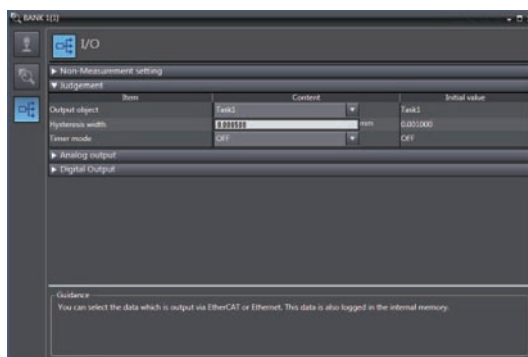 BANK 1(1)
I/O
Non-Measurement setting
Judgement
Item Content Initial value
Output object Task1 Task1
Hysteresis width 0.000500 mm 0.001000
Timer mode OFF OFF
Analog output
Digital Output
Guidance
You can select the data which is output via EtherCAT or Ethernet. This data is also logged in the internal memory.